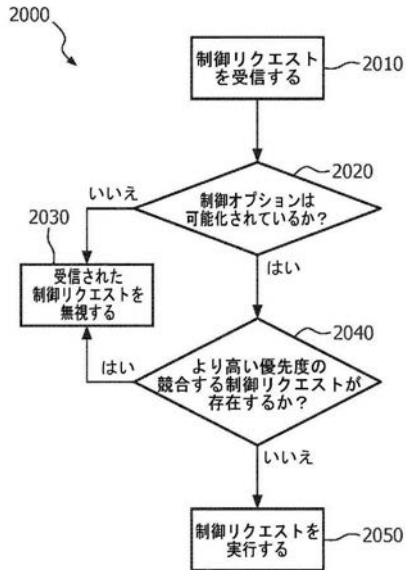 2000
制御リクエスト
を受信する
2010
2020
制御オプションは
可能化されているか？
いいえ
2030
受信された
制御リクエストを
無視する
はい
2040
より高い優先度の
競合する制御リクエストが
存在するか？
はい
いいえ
制御リクエストを
実行する
2050